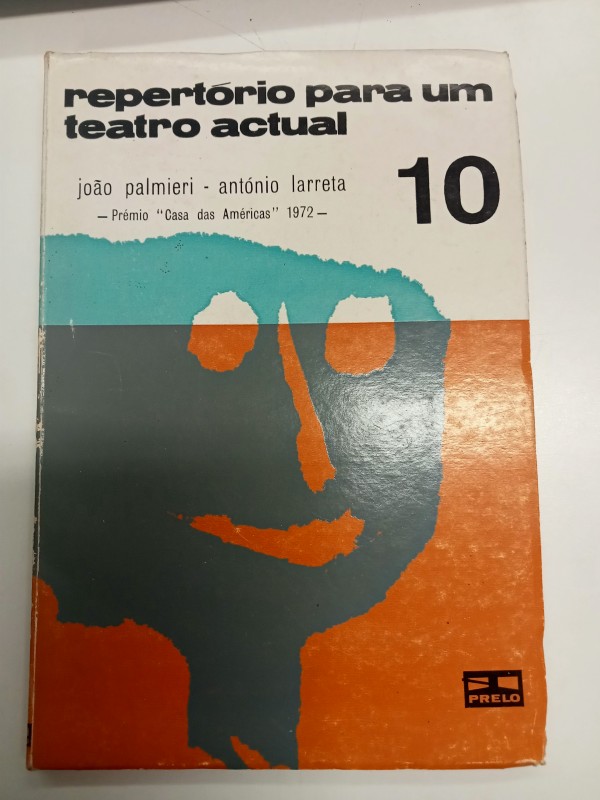 repertório para um
teatro actual
joão palmieri - antónio larreta
— Prémio "Casa das Américas" 1972 —
10
PRELO